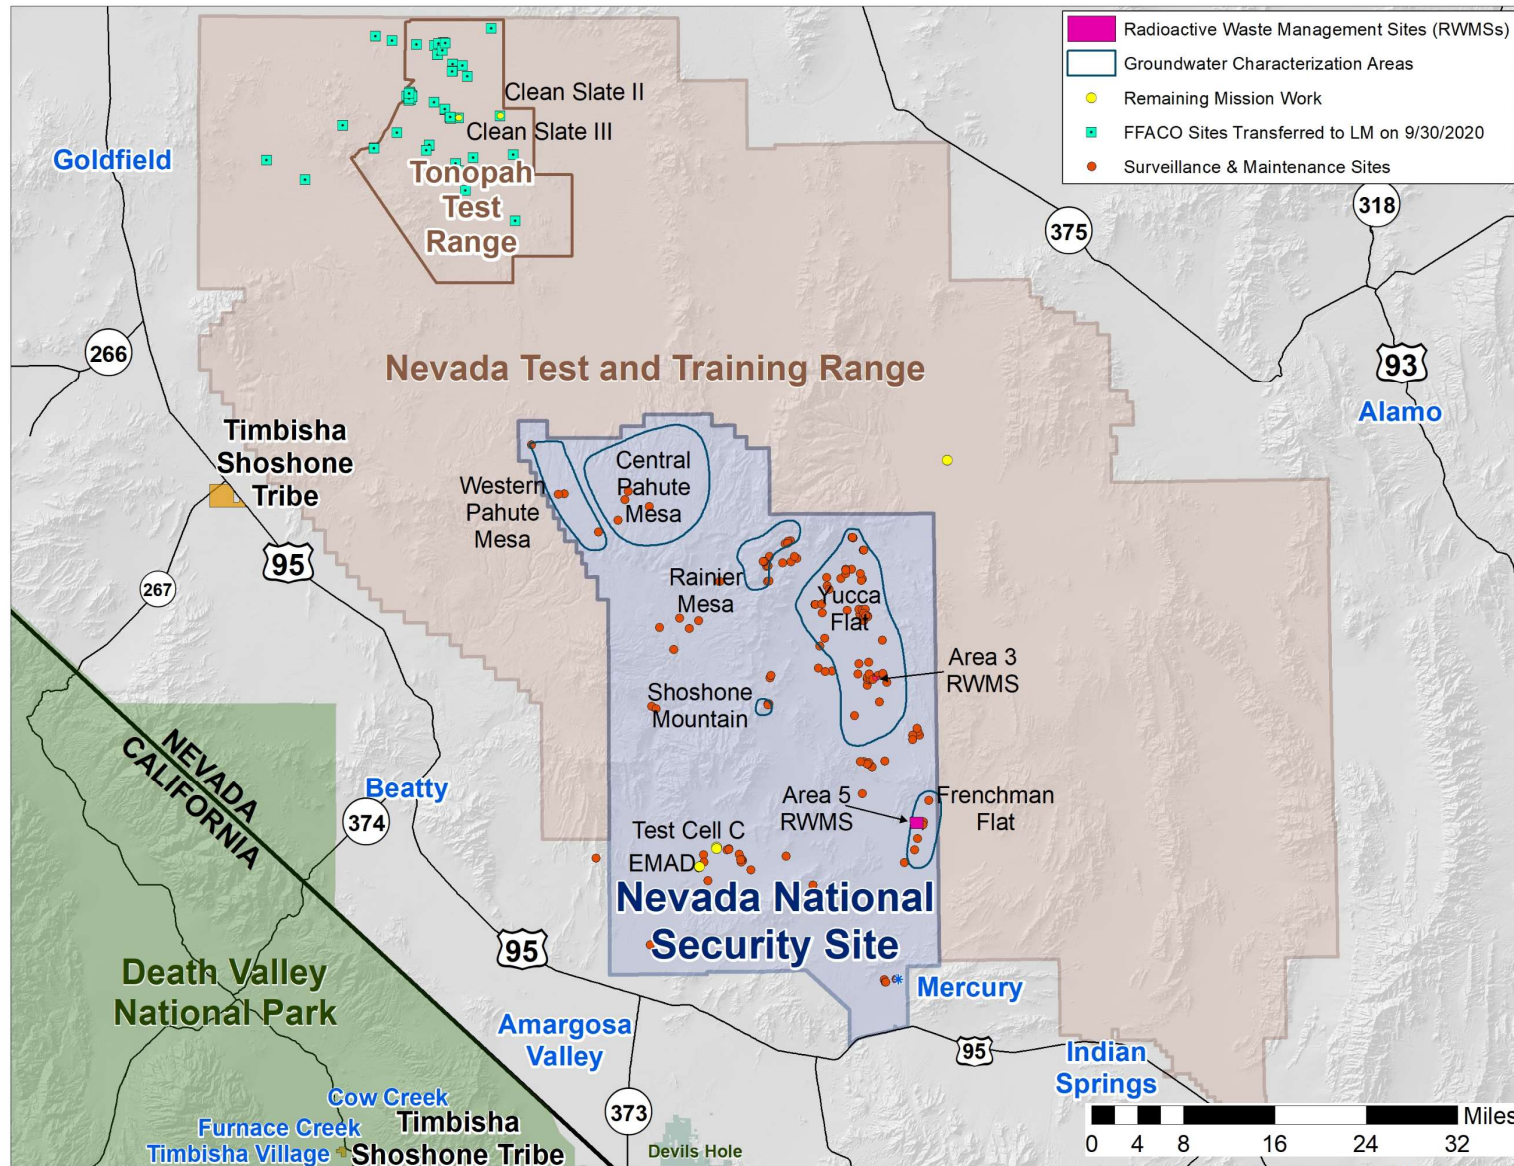 Radioactive Waste Management Sites (RWMSs)
Groundwater Characterization Areas
Remaining Mission Work
FFACO Sites Transferred to LM on 9/30/2020
Surveillance & Maintenance Sites
Clean Slate II
Clean Slate III
Goldfield
Tonopah
Test
Range
318
375
266
Nevada Test and Training Range
93
Alamo
Timbisha
Shoshone
Tribe
Western
Pahute
Mesa
Central
Pahute
Mesa
95
267
Rainier
Mesa
Yucca
Flat
Area 3
RWMS
Shoshone
Mountain
NEVADA
CALIFORNIA
Beatty
374
Area 5
RWMS
Frenchman
Flat
Test Cell C
EMAD
Nevada National
Security Site
95
Death Valley
National Park
Mercury
Amargosa
Valley
95
Indian
Springs
Cow Creek
Furnace Creek
Timbisha Village
Timbisha
Shoshone Tribe
373
Devils Hole
Miles
0 4 8 16 24 32